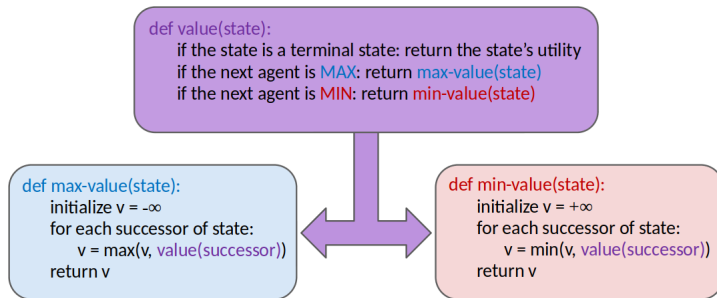 def value(state):
if the state is a terminal state: return the state’s utility
if the next agent is MAX: return max-value(state)
if the next agent is MIN: return min-value(state)
def max-value(state):
initialize v = -∞
for each successor of state:
v = max(v, value(successor))
return v
def min-value(state):
initialize v = +∞
for each successor of state:
v = min(v, value(successor))
return v